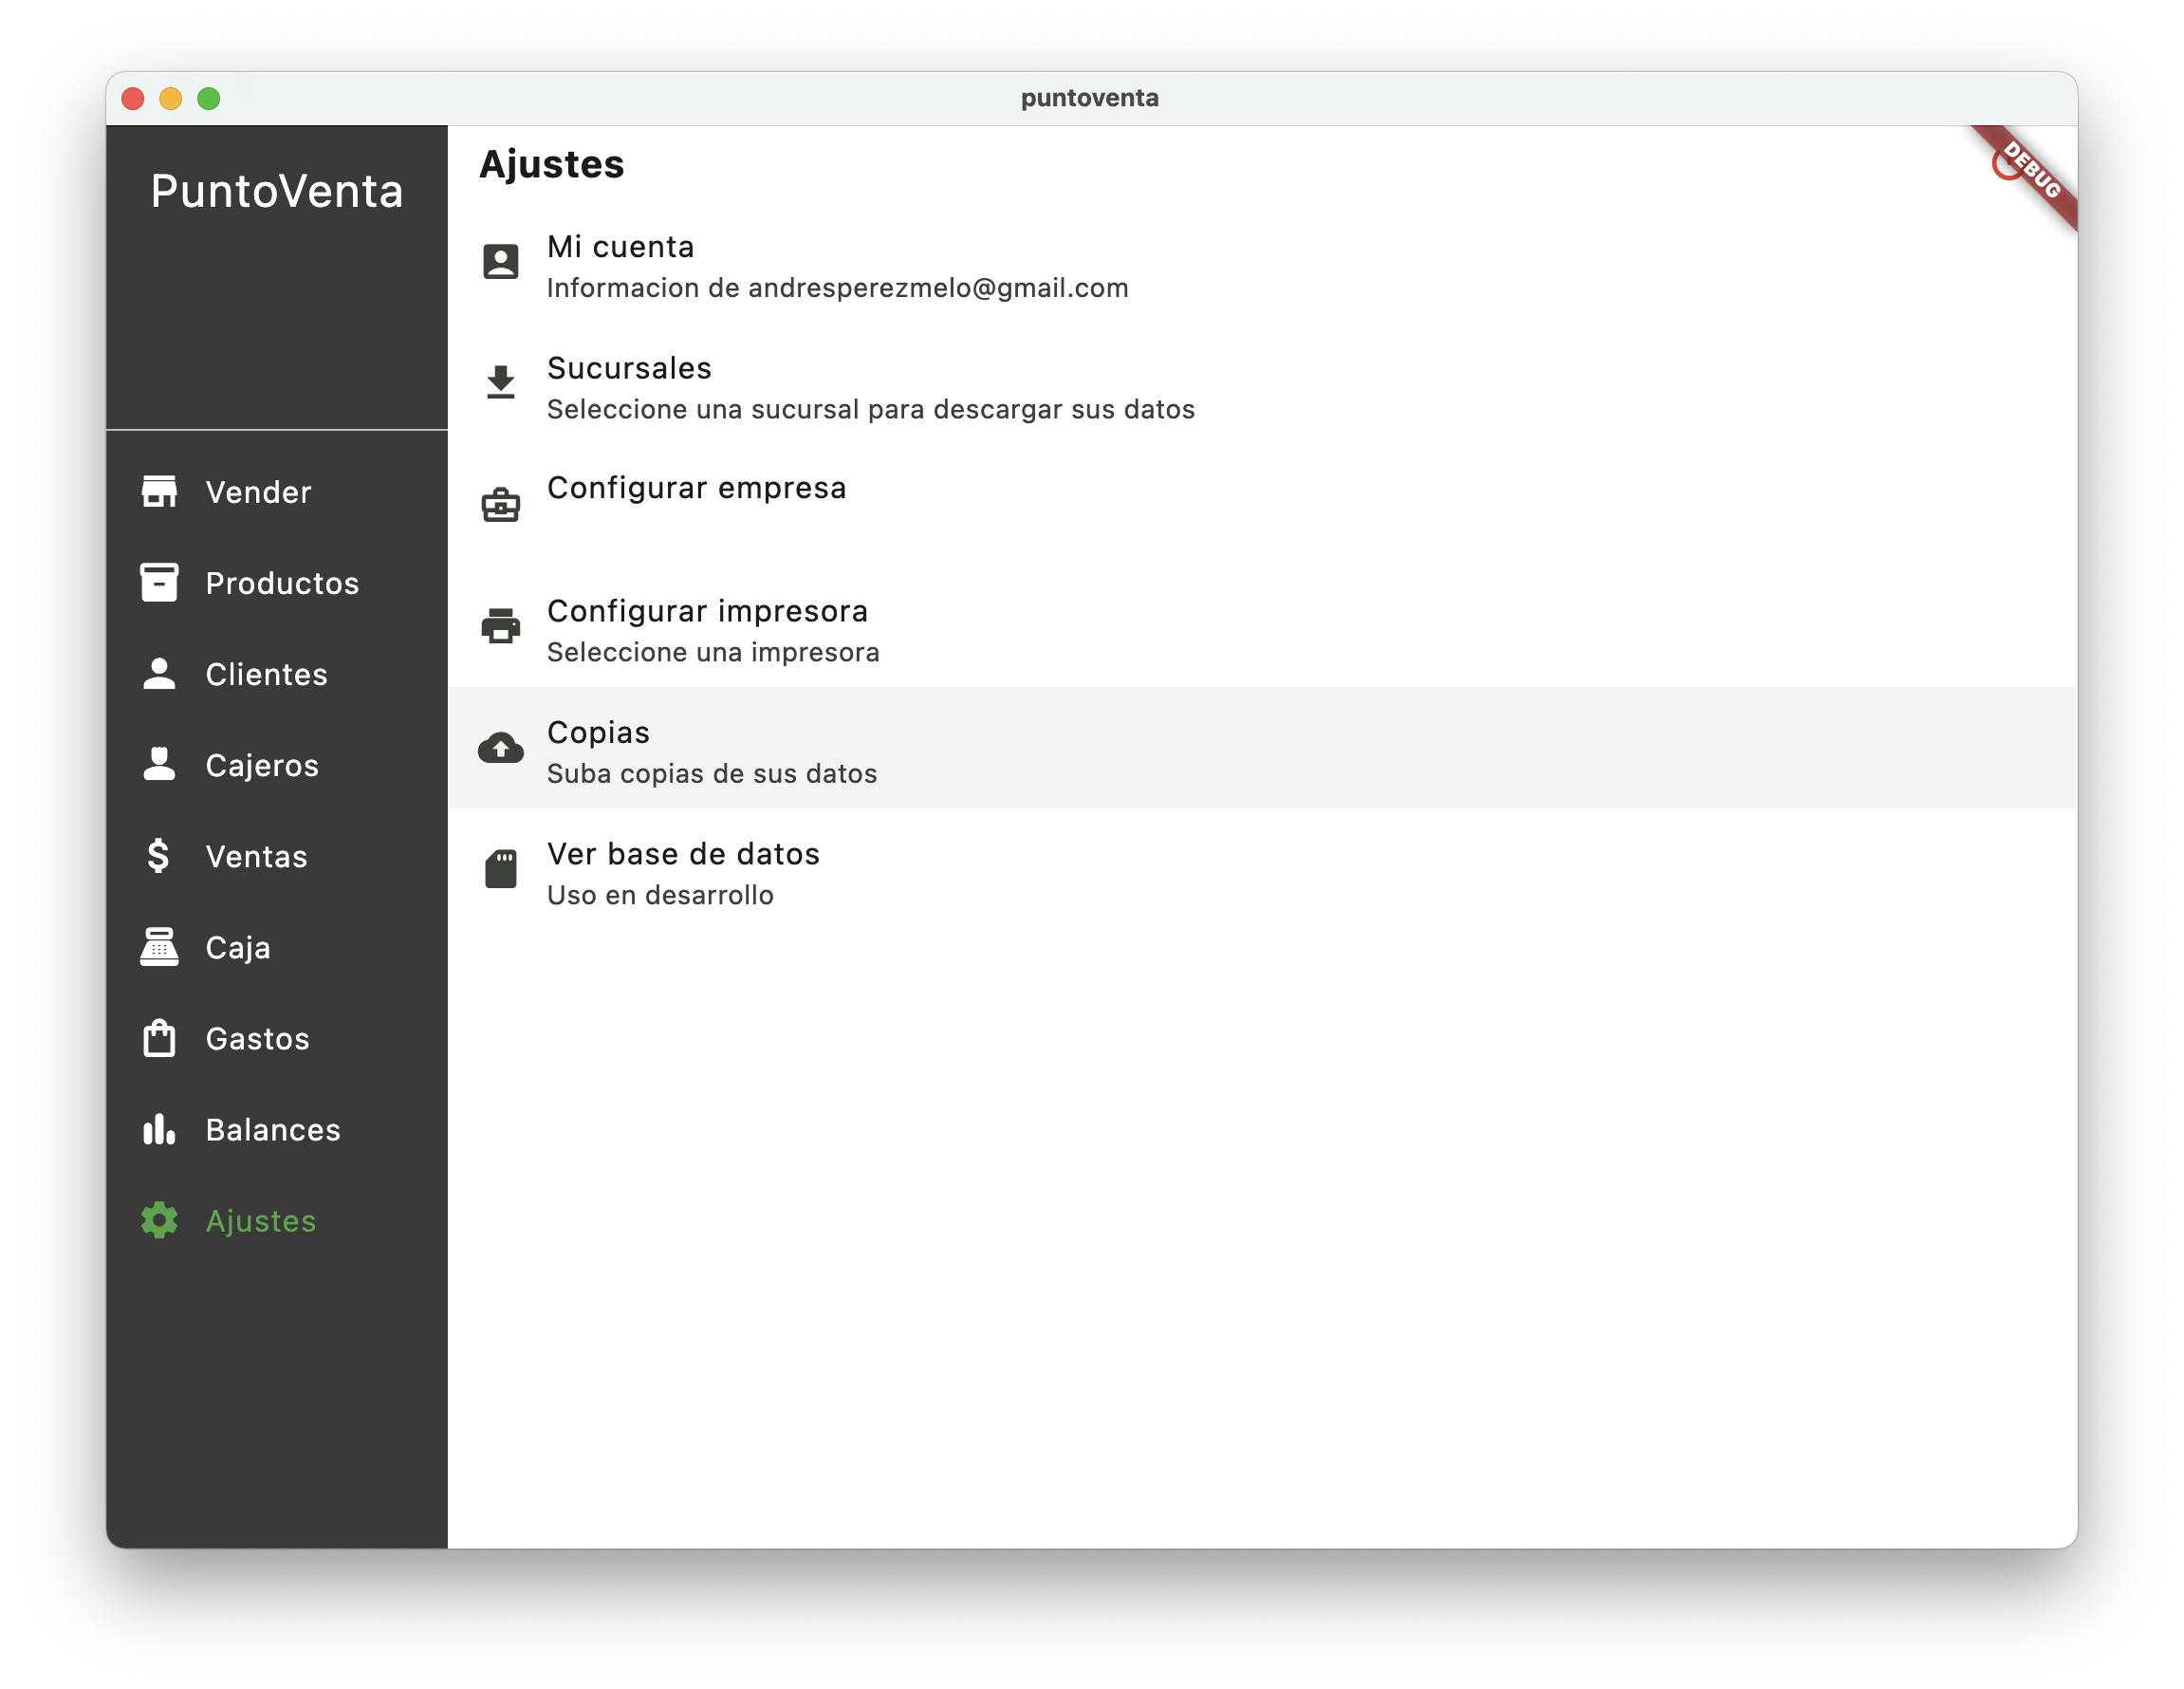 puntoventa
PuntoVenta
Vender
Productos
Clientes
Cajeros
Ventas
Caja
Gastos
Balances
Ajustes
Ajustes
DEBUG
Mi cuenta
Informacion de andresperezmelo@gmail.com
Sucursales
Seleccione una sucursal para descargar sus datos
Configurar empresa
Configurar impresora
Seleccione una impresora
Copias
Suba copias de sus datos
Ver base de datos
Uso en desarrollo